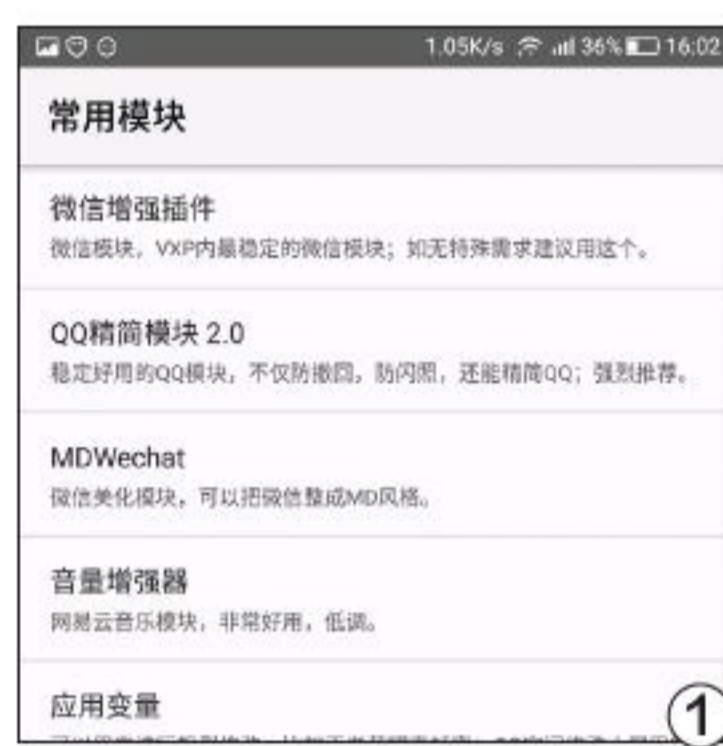 1.05K/s 36% 16:02
常用模块
微信增强插件
微信模块，VXP内最稳定的微信模块；如无特殊需求建议用这个。
QQ精简模块 2.0
稳定好用的QQ模块，不仅防撤回，防闪照，还能精简QQ；强烈推荐。
MDWechat
微信美化模块，可以把微信整成MD风格。
音量增强器
网易云音乐模块，非常好用，低调。
应用变量
①